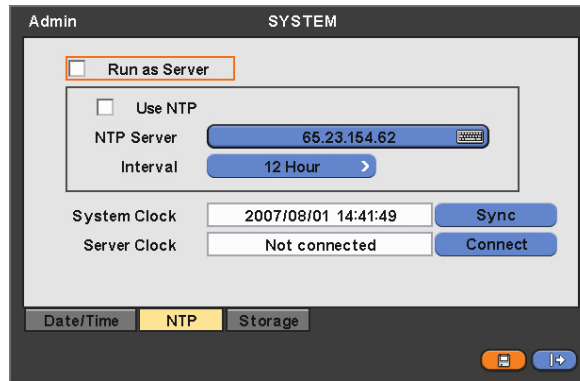 Admin SYSTEM
Run as Server
Use NTP
NTP Server 65.23.154.62
Interval 12 Hour
System Clock 2007/08/01 14:41:49 Sync
Server Clock Not connected Connect
Date/Time NTP Storage